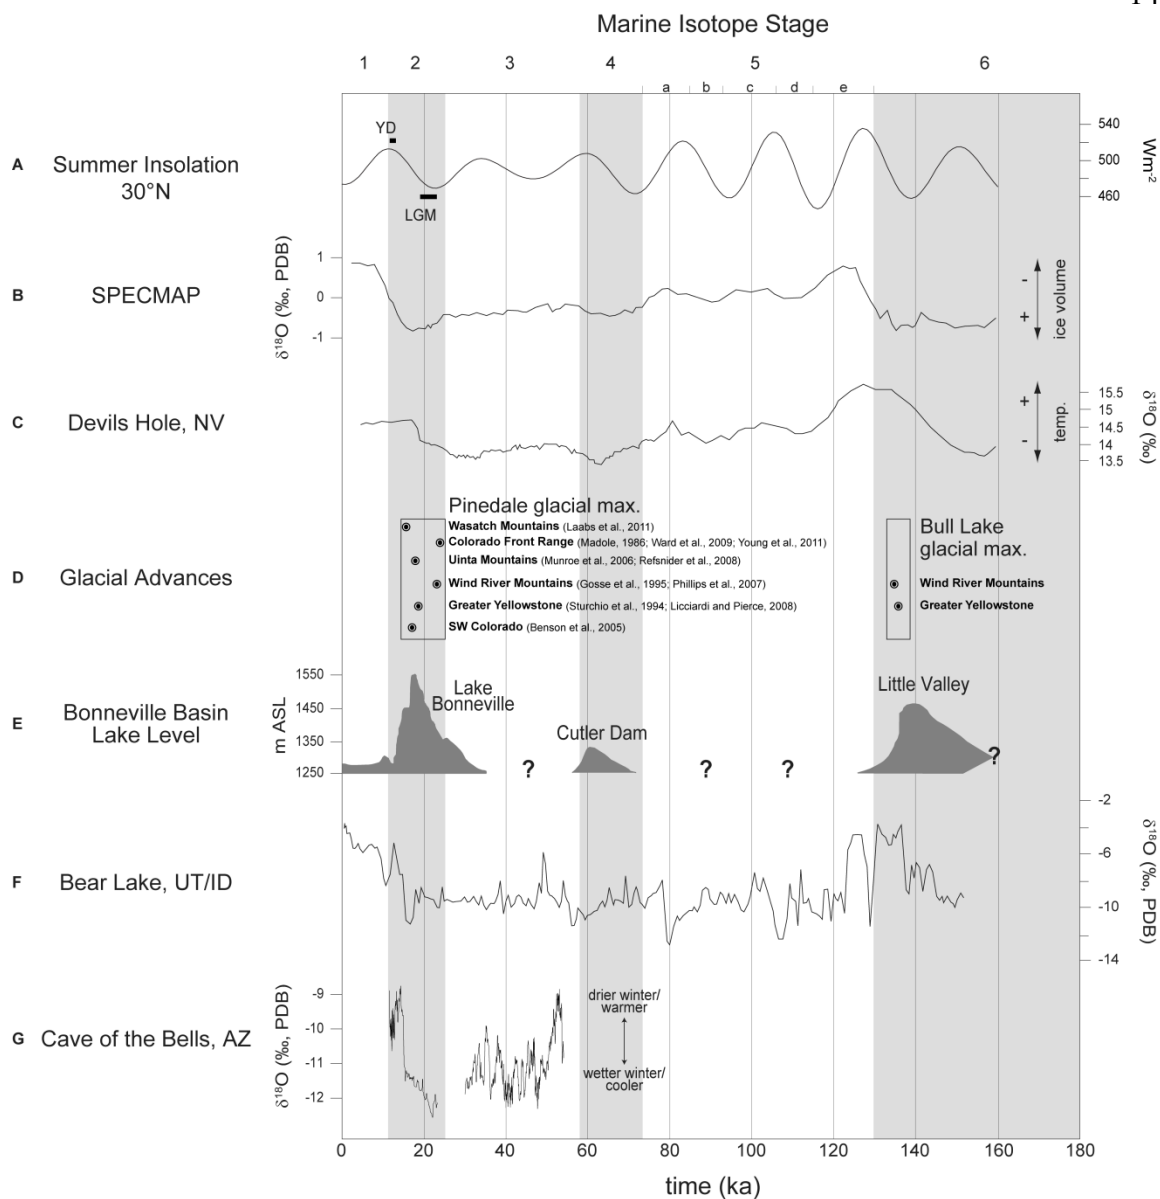 Marine Isotope Stage
1 2 3 4 5 6
a b c d e
YD
LGM
A Summer Insolation
30°N
540
500
460
Wm-2
B SPECMAP
δ18O (‰, PDB)
1
0
-1
-
+
ice volume
C Devils Hole, NV
+
-
temp.
15.5
15
14.5
14
13.5
δ18O (‰)
D Glacial Advances
Pinedale glacial max.
Wasatch Mountains (Laabs et al., 2011)
Colorado Front Range (Madole, 1986; Ward et al., 2009; Young et al., 2011)
Uinta Mountains (Munroe et al., 2006; Refsnider et al., 2008)
Wind River Mountains (Gosse et al., 1995; Phillips et al., 2007)
Greater Yellowstone (Sturchio et al., 1994; Licciardi and Pierce, 2008)
SW Colorado (Benson et al., 2005)
Bull Lake
glacial max.
Wind River Mountains
Greater Yellowstone
E Bonneville Basin
Lake Level
m ASL
1550
1450
1350
1250
Lake
Bonneville
?
Cutler Dam
?
?
Little Valley
?
F Bear Lake, UT/ID
-2
-6
-10
-14
δ18O (‰, PDB)
G Cave of the Bells, AZ
δ18O (‰, PDB)
-9
-10
-11
-12
drier winter/
warmer
wetter winter/
cooler
0 20 40 60 80 100 120 140 160 180
time (ka)